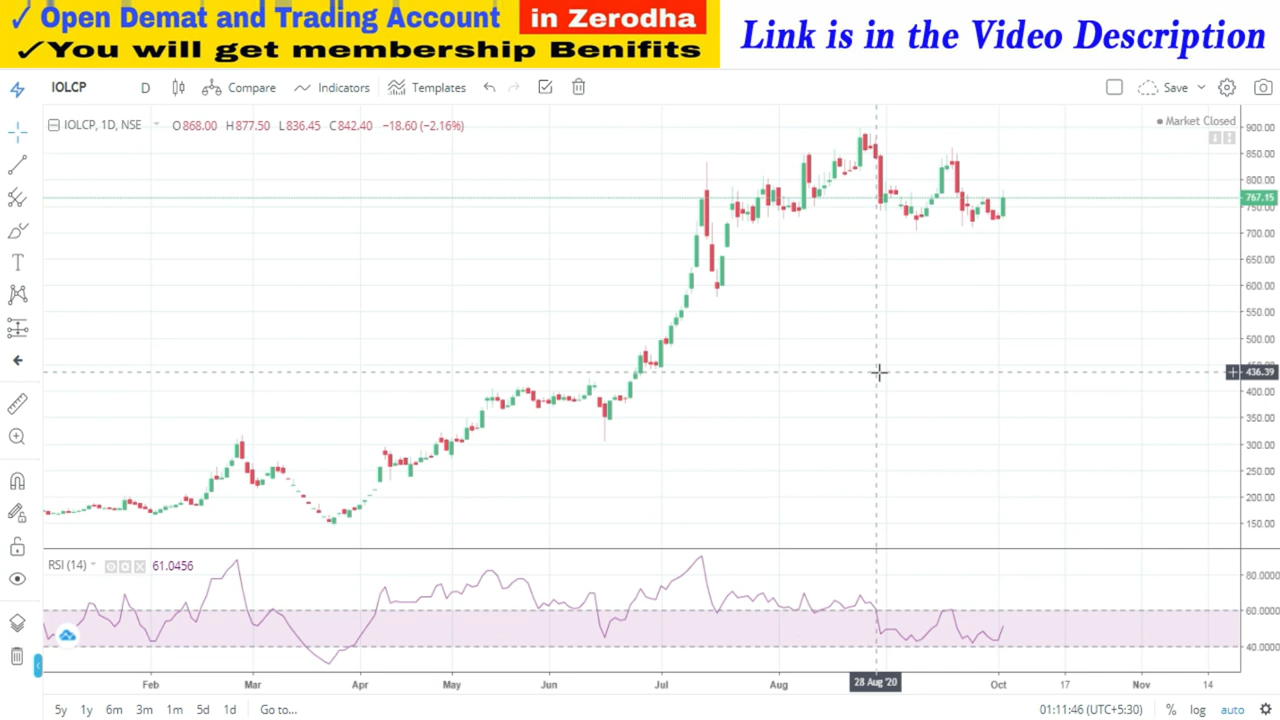 ✓ Open Demat and Trading Account in Zerodha
✓You will get membership Benifits
Link is in the Video Description
IOLCP D Compare Indicators Templates Save
IOLCP, 1D, NSE O868.00 H877.50 L836.45 C842.40 −18.60 (−2.16%)
Market Closed
900.00
850.00
800.00
767.15
750.00
700.00
650.00
600.00
550.00
500.00
436.39
400.00
350.00
300.00
250.00
200.00
150.00
RSI (14) 61.0456
80.0000
60.0000
40.0000
Feb Mar Apr May Jun Jul Aug 28 Aug '20 Oct 17 Nov 14
5y 1y 6m 3m 1m 5d 1d Go to... 01:11:46 (UTC+5:30) % log auto